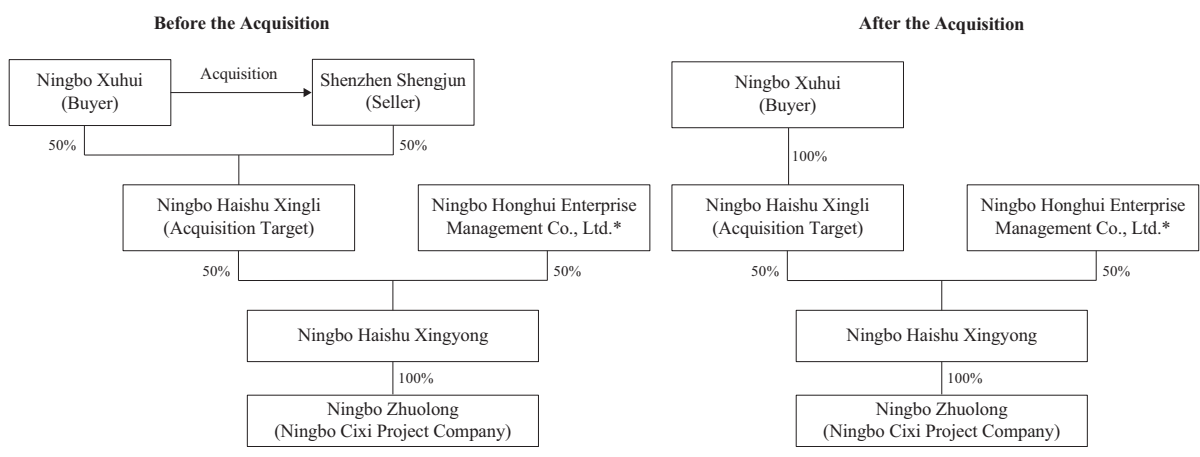 Before the Acquisition
Ningbo Xuhui
(Buyer)
Acquisition
Shenzhen Shengjun
(Seller)
50%
50%
Ningbo Haishu Xingli
(Acquisition Target)
Ningbo Honghui Enterprise
Management Co., Ltd.*
50%
50%
Ningbo Haishu Xingyong
100%
Ningbo Zhuolong
(Ningbo Cixi Project Company)
After the Acquisition
Ningbo Xuhui
(Buyer)
100%
Ningbo Haishu Xingli
(Acquisition Target)
Ningbo Honghui Enterprise
Management Co., Ltd.*
50%
50%
Ningbo Haishu Xingyong
100%
Ningbo Zhuolong
(Ningbo Cixi Project Company)